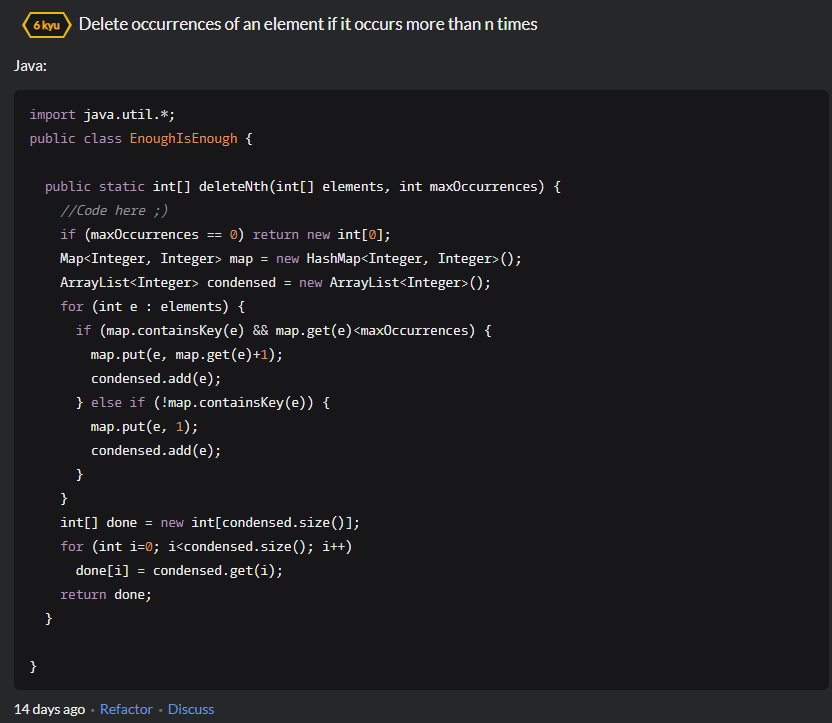 6 kyu Delete occurrences of an element if it occurs more than n times
Java:
import java.util.*;
public class EnoughIsEnough {
public static int[] deleteNth(int[] elements, int maxOccurrences) {
//Code here ;)
if (maxOccurrences == 0) return new int[0];
Map<Integer, Integer> map = new HashMap<Integer, Integer>();
ArrayList<Integer> condensed = new ArrayList<Integer>();
for (int e : elements) {
if (map.containsKey(e) && map.get(e)<maxOccurrences) {
map.put(e, map.get(e)+1);
condensed.add(e);
} else if (!map.containsKey(e)) {
map.put(e, 1);
condensed.add(e);
}
}
int[] done = new int[condensed.size()];
for (int i=0; i<condensed.size(); i++)
done[i] = condensed.get(i);
return done;
}
}
14 days ago • Refactor • Discuss